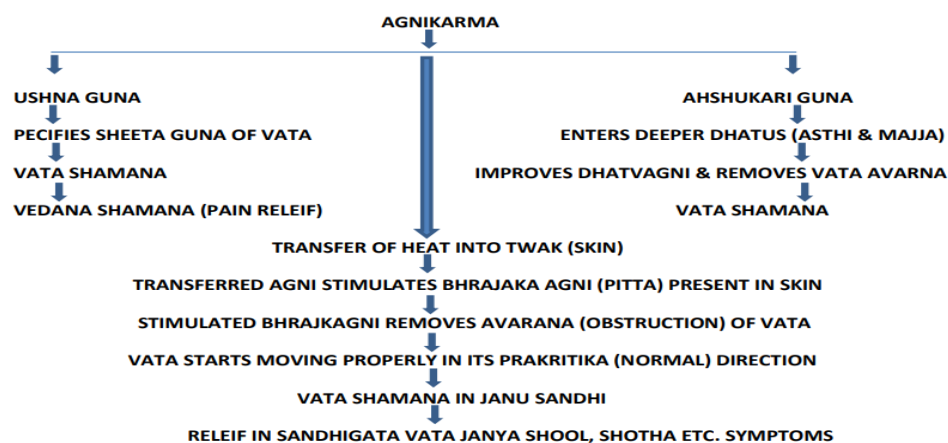 AGNIKARMA
USHNA GUNA
PECIFIES SHEETA GUNA OF VATA
VATA SHAMANA
VEDANA SHAMANA (PAIN RELEIF)
AHSHUKARI GUNA
ENTERS DEEPER DHATUS (ASTHI & MAJJA)
IMPROVES DHATVAGNI & REMOVES VATA AVARNA
VATA SHAMANA
TRANSFER OF HEAT INTO TWAK (SKIN)
TRANSFERRED AGNI STIMULATES BHRAJAKA AGNI (PITTA) PRESENT IN SKIN
STIMULATED BHRAJKAGNI REMOVES AVARANA (OBSTRUCTION) OF VATA
VATA STARTS MOVING PROPERLY IN ITS PRAKRITIKA (NORMAL) DIRECTION
VATA SHAMANA IN JANU SANDHI
RELEIF IN SANDHIGATA VATA JANYA SHOOL, SHOTHA ETC. SYMPTOMS